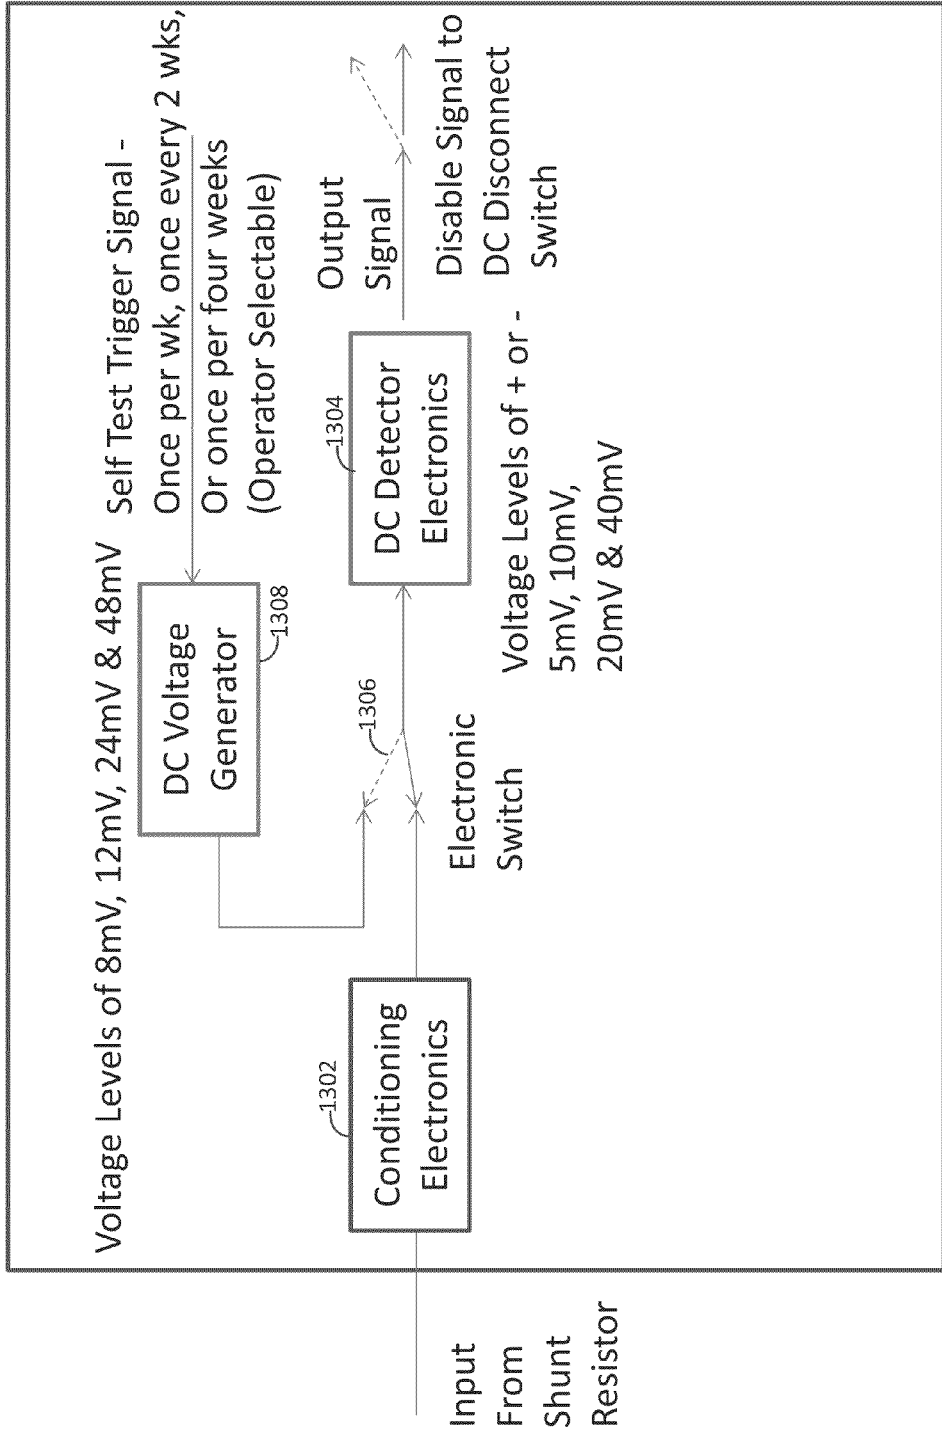 Voltage Levels of 8mV, 12mV, 24mV & 48mV
Self Test Trigger Signal -
Once per wk, once every 2 wks,
Or once per four weeks
(Operator Selectable)
DC Voltage
Generator
1308
Input
From
Shunt
Resistor
1302
Conditioning
Electronics
1306
Electronic
Switch
1304
DC Detector
Electronics
Voltage Levels of + or -
5mV, 10mV,
20mV & 40mV
Output
Signal
Disable Signal to
DC Disconnect
Switch